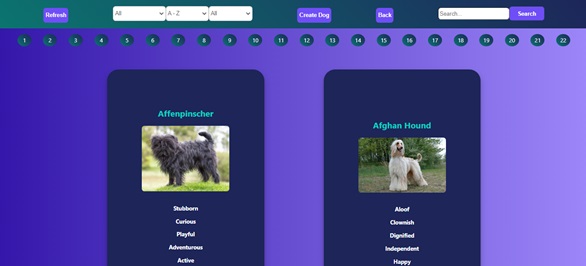 Refresh All A - Z All Create Dog Back Search... Search
1 2 3 4 5 6 7 8 9 10 11 12 13 14 15 16 17 18 19 20 21 22
Affenpinscher
Stubborn
Curious
Playful
Adventurous
Active
Afghan Hound
Aloof
Clownish
Dignified
Independent
Happy